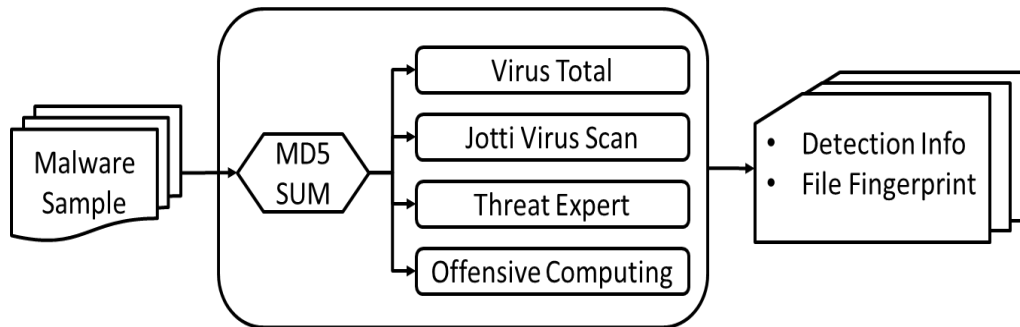 Malware
Sample
MD5
SUM
Virus Total
Jotti Virus Scan
Threat Expert
Offensive Computing
• Detection Info
• File Fingerprint